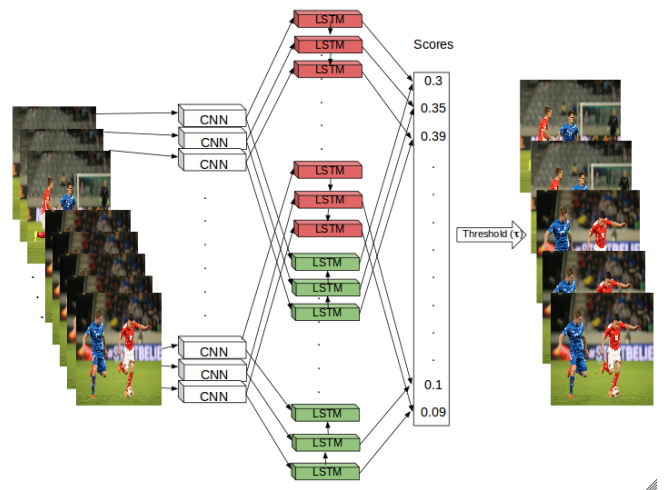 LSTM
LSTM
LSTM
Scores
0.3
0.35
0.39
CNN
CNN
CNN
LSTM
LSTM
LSTM
LSTM
LSTM
LSTM
Threshold (τ)
CNN
CNN
CNN
0.1
0.09
LSTM
LSTM
LSTM